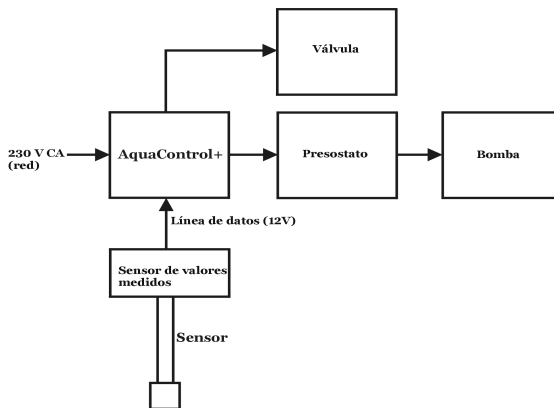 Válvula
230 V CA
(red)
AquaControl+
Presostato
Bomba
Línea de datos (12V)
Sensor de valores
medidos
Sensor